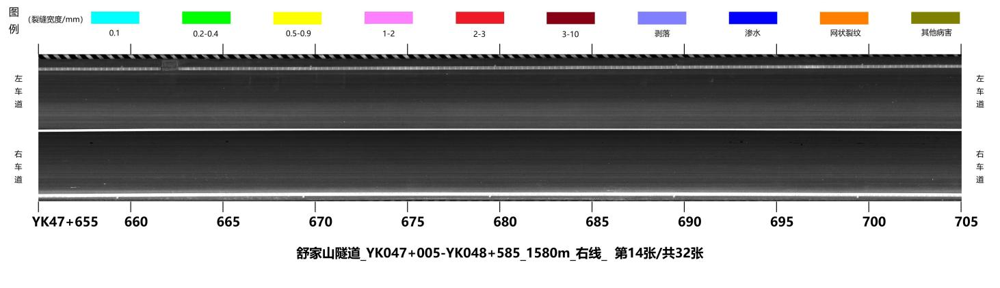 图例
(裂缝宽度/mm)
0.1 0.2-0.4 0.5-0.9 1-2 2-3 3-10 剥落 渗水 网状裂纹 其他病害
左车道 左车道
右车道 右车道
YK47+655 660 665 670 675 680 685 690 695 700 705
舒家山隧道_YK047+005-YK048+585_1580m_右线_ 第14张/共32张